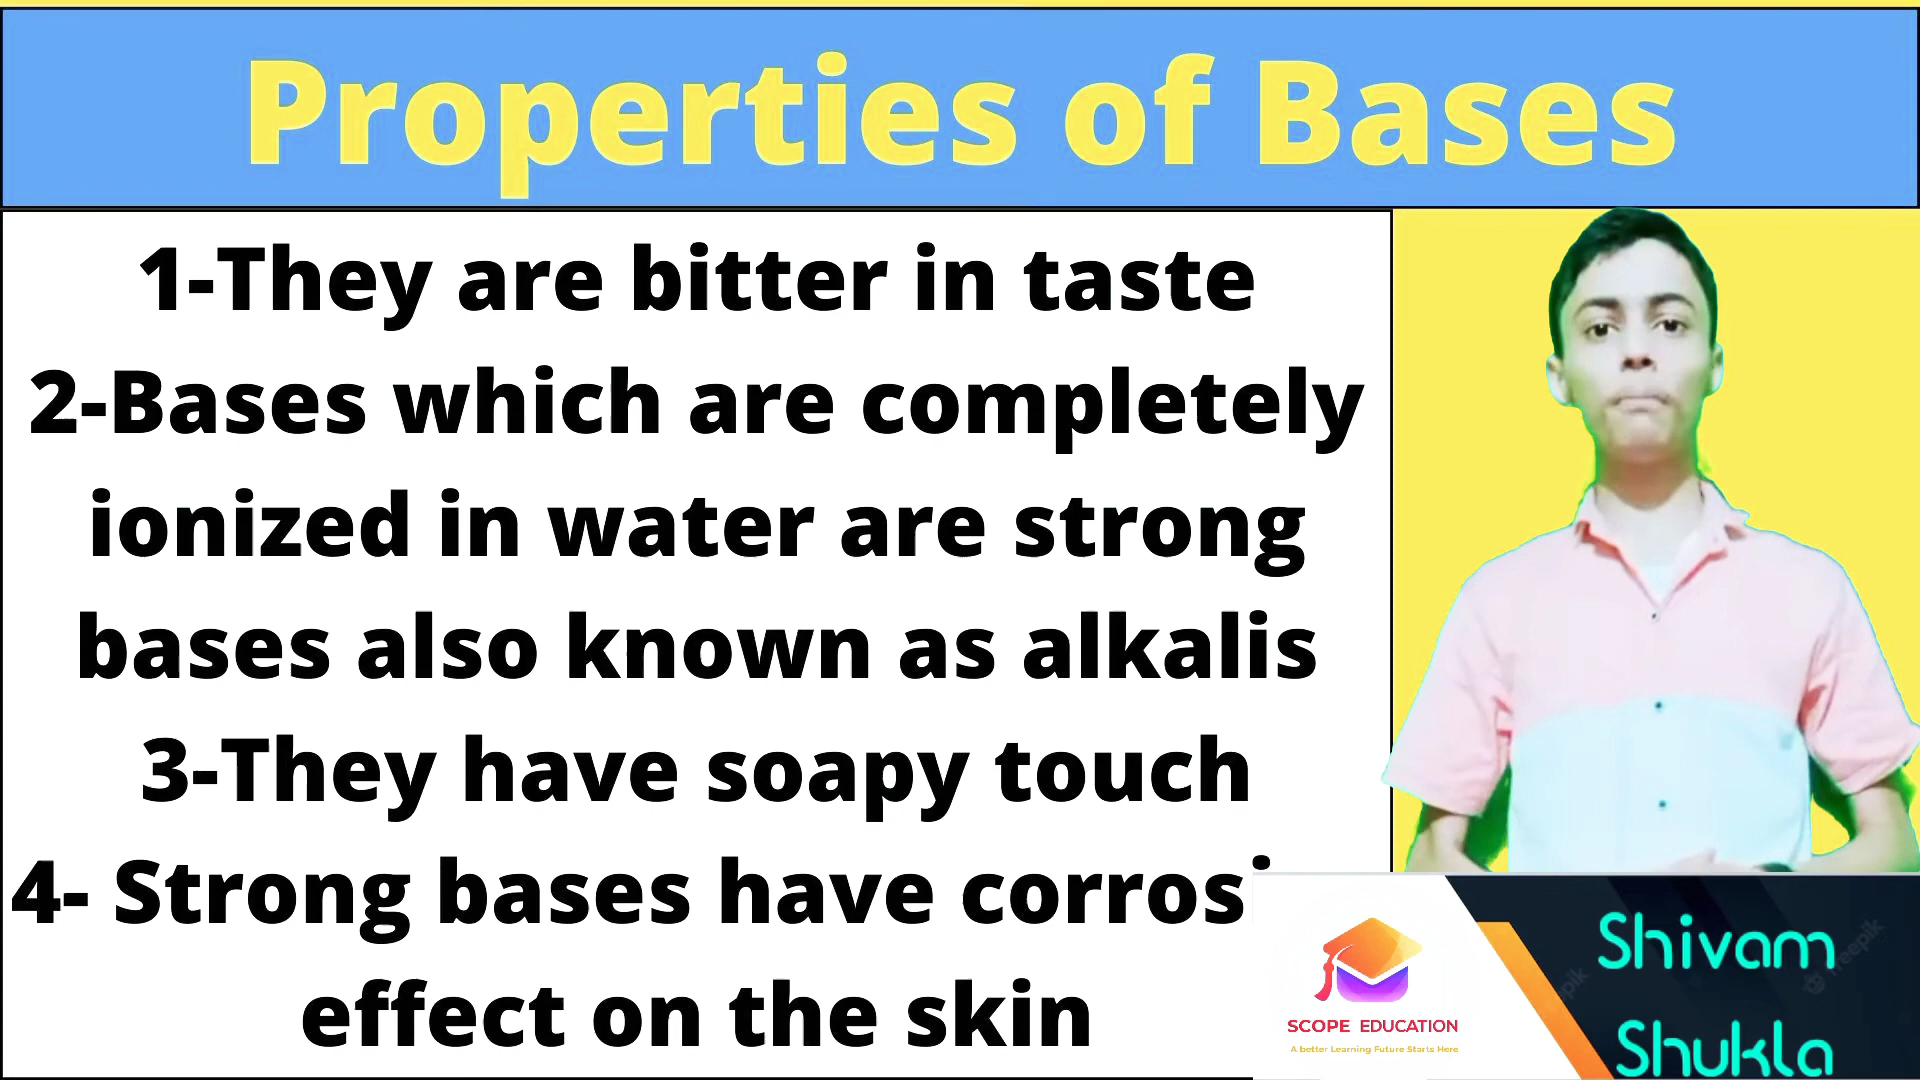 Properties of Bases
1-They are bitter in taste
2-Bases which are completely
ionized in water are strong
bases also known as alkalis
3-They have soapy touch
4- Strong bases have corrosi
effect on the skin
SCOPE EDUCATION
A better Learning Future Starts Here
Shivam
Shukla
freepik